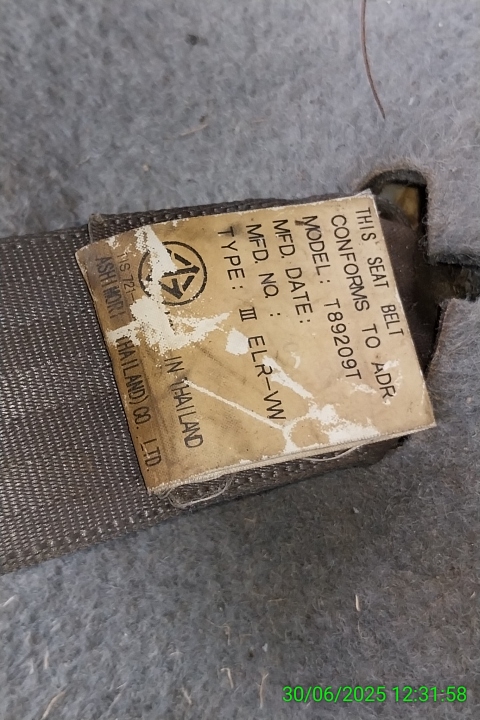 THIS SEAT BELT
CONFORMS TO ADR.
MODEL: T89209T
MFD. DATE:
MFD. NO.:
TYPE: III ELR-VW
IN THAILAND
THAILAND) CO. LTD.
30/06/2025 12:31:58